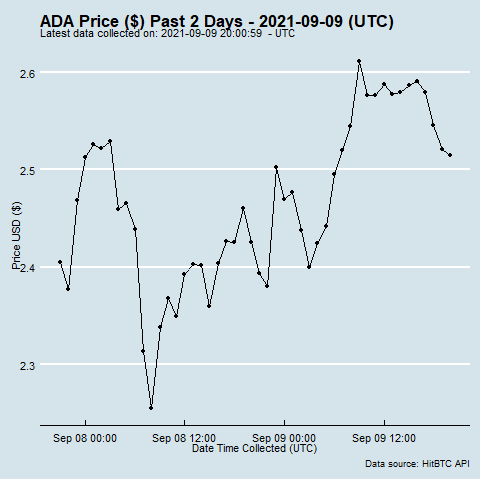 ADA Price ($) Past 2 Days - 2021-09-09 (UTC)
Latest data collected on: 2021-09-09 20:00:59 - UTC
2.6
2.5
2.4
2.3
Price USD ($)
Sep 08 00:00 Sep 08 12:00 Sep 09 00:00 Sep 09 12:00
Date Time Collected (UTC)
Data source: HitBTC API